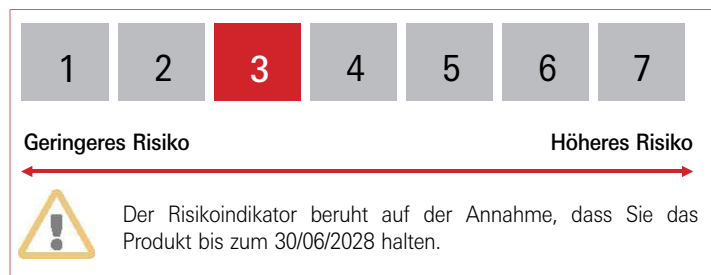 1 2 3 4 5 6 7
Geringeres Risiko Höheres Risiko
Der Risikoindikator beruht auf der Annahme, dass Sie das
Produkt bis zum 30/06/2028 halten.